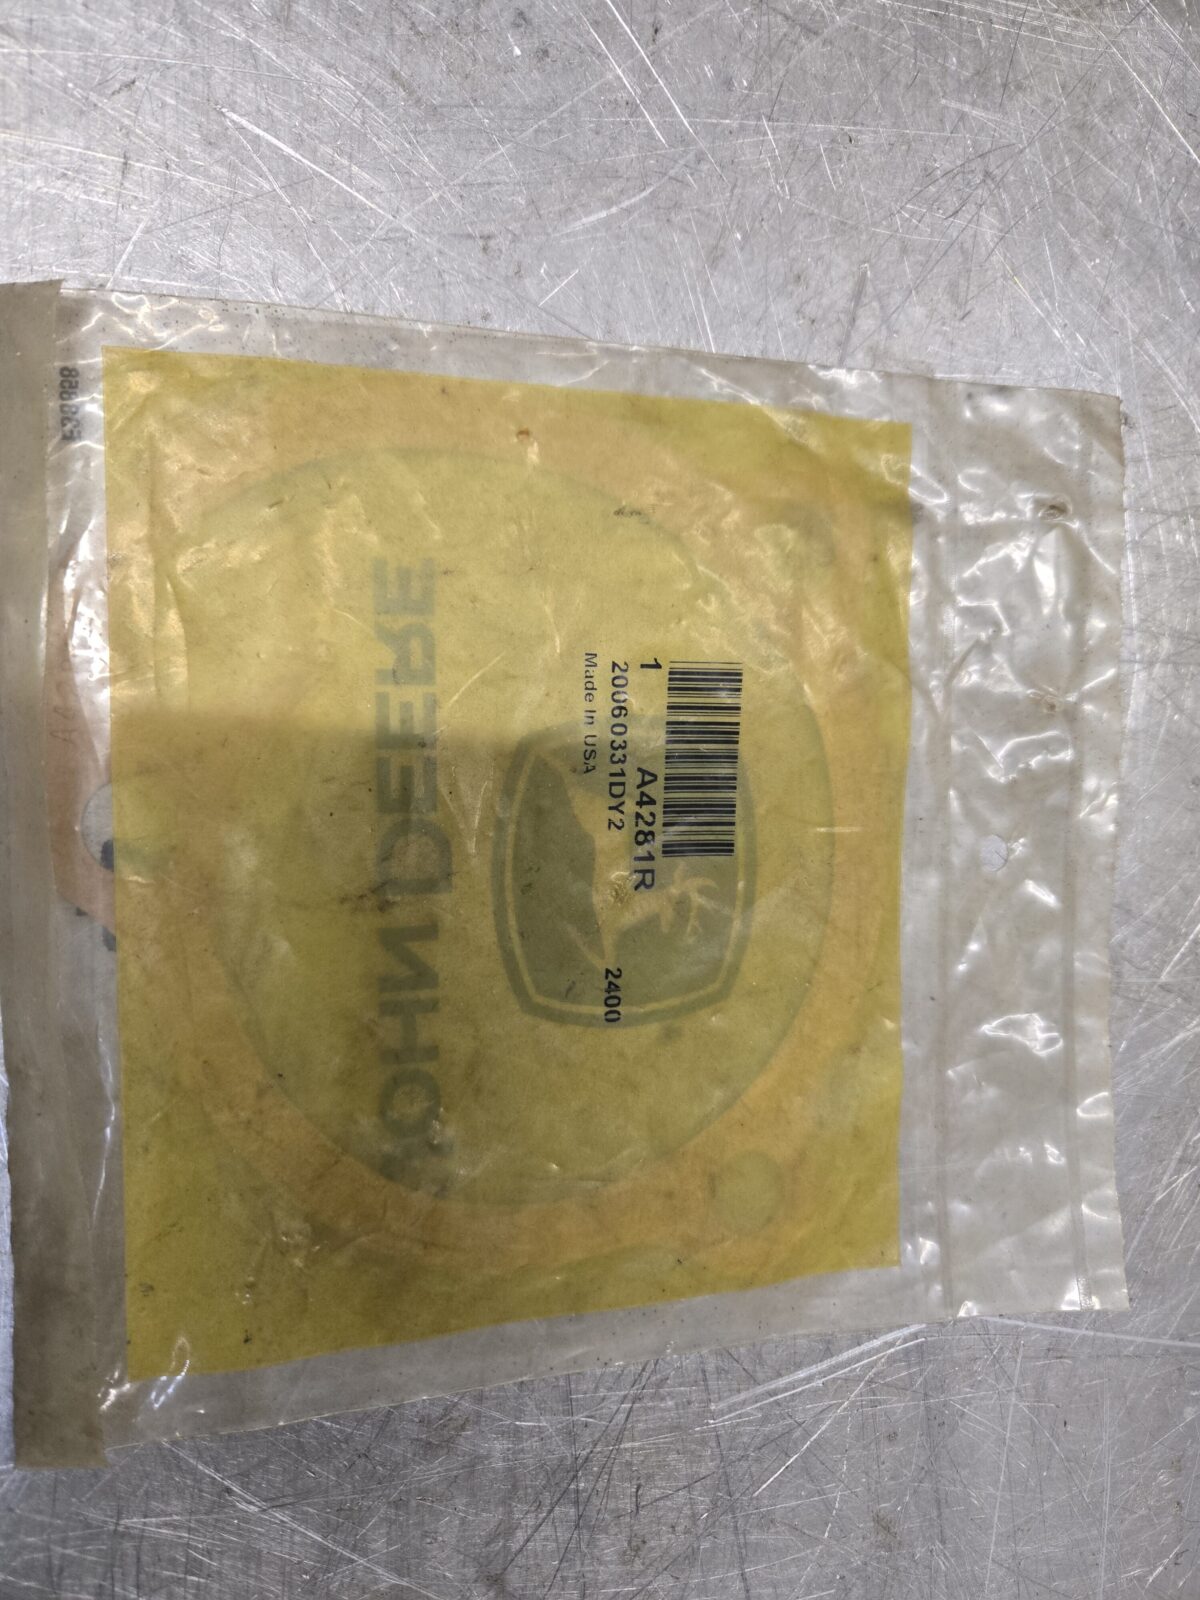 1 A4281R
20060331DY2 2400
Made In USA
JOHN DEERE